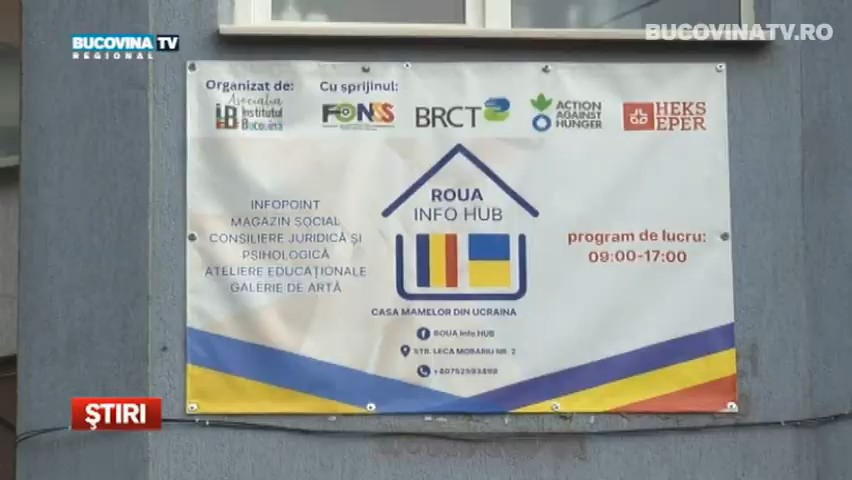 BUCOVINA TV
REGIONAL
BUCOVINATV.RO
Organizat de:
Asociația
Institutul
Bucovina
Cu sprijinul:
FONSS
BRCT
ACTION
AGAINST
HUNGER
HEKS
EPER
ROUA
INFO HUB
INFOPOINT
MAGAZIN SOCIAL
CONSILIERE JURIDICĂ ȘI
PSIHOLOGICĂ
ATELIERE EDUCAȚIONALE
GALERIE DE ARTĂ
program de lucru:
09:00-17:00
CASA MAMELOR DIN UCRAINA
ROUA Info HUB
STR. LECA MORARIU NR. 2
ȘTIRI